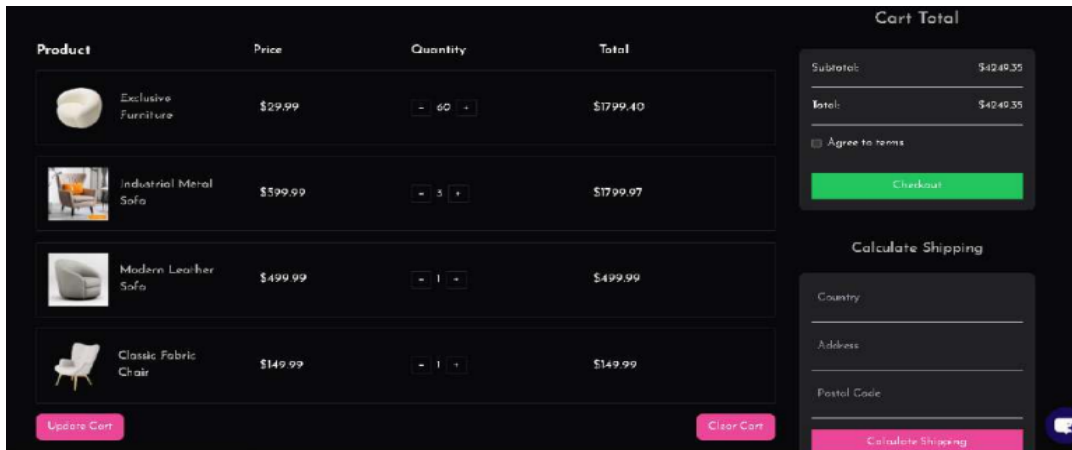 Cart Total
Product Price Quantity Total
Subtotal: $4249.35
Exclusive
Furniture
$29.99 - 60 + $1799.40
Total: $4249.35
Agree to terms
Checkout
Industrial Metal
Sofa
$599.99 - 3 + $1799.97
Calculate Shipping
Modern Leather
Sofa
$499.99 - 1 + $499.99
Country
Address
Classic Fabric
Chair
$149.99 - 1 + $149.99
Postal Code
Update Cart Clear Cart
Calculate Shipping